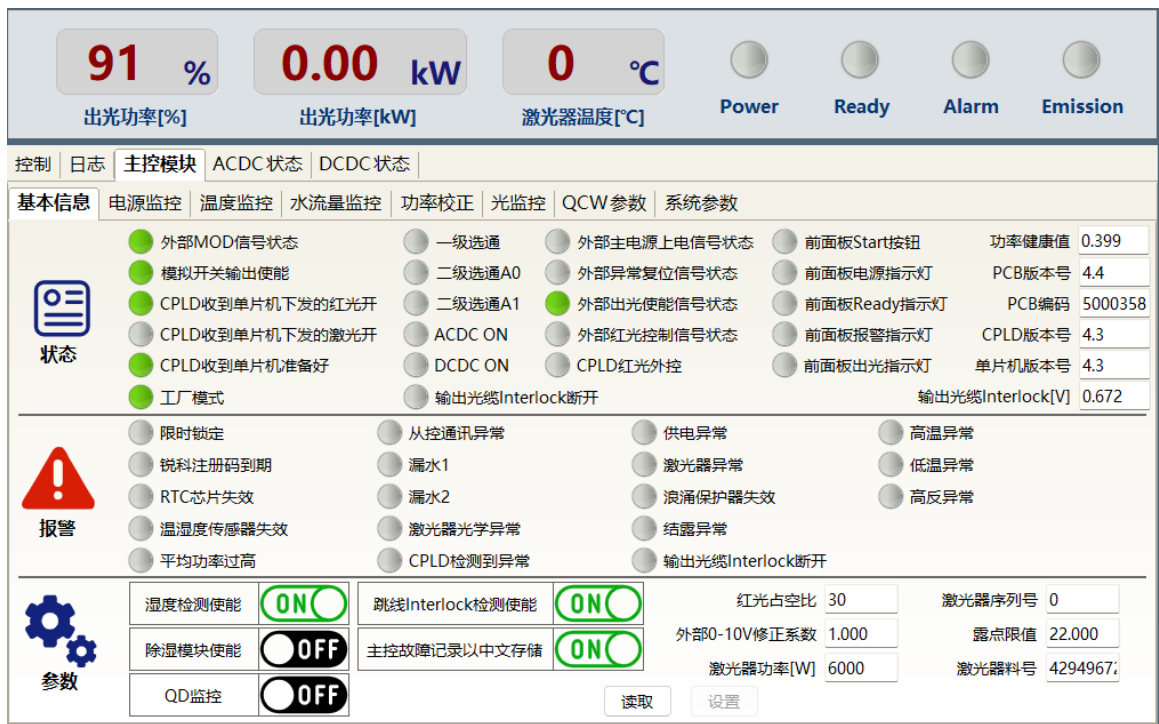 91 % 0.00 kW 0 ℃
出光功率[%] 出光功率[kW] 激光器温度[℃] Power Ready Alarm Emission
控制 日志 主控模块 ACDC状态 DCDC状态
基本信息 电源监控 温度监控 水流量监控 功率校正 光监控 QCW参数 系统参数
外部MOD信号状态 一级选通 外部主电源上电信号状态 前面板Start按钮 功率健康值 0.399
模拟开关输出使能 二级选通A0 外部异常复位信号状态 前面板电源指示灯 PCB版本号 4.4
CPLD收到单片机下发的红光开 二级选通A1 外部出光使能信号状态 前面板Ready指示灯 PCB编码 5000358
CPLD收到单片机下发的激光开 ACDC ON 外部红光控制信号状态 前面板报警指示灯 CPLD版本号 4.3
状态
CPLD收到单片机准备好 DCDC ON CPLD红光外控 前面板出光指示灯 单片机版本号 4.3
工厂模式 输出光缆Interlock断开 输出光缆Interlock[V] 0.672
限时锁定 从控通讯异常 供电异常 高温异常
锐科注册码到期 漏水1 激光器异常 低温异常
RTC芯片失效 漏水2 浪涌保护器失效 高反异常
报警 温湿度传感器失效 激光器光学异常 结露异常
平均功率过高 CPLD检测到异常 输出光缆Interlock断开
湿度检测使能 ON 跳线Interlock检测使能 ON 红光占空比 30 激光器序列号 0
外部0-10V修正系数 1.000 露点限值 22.000
除湿模块使能 OFF 主控故障记录以中文存储 ON
激光器功率[W] 6000 激光器料号 4294967
参数
QD监控 OFF 读取 设置